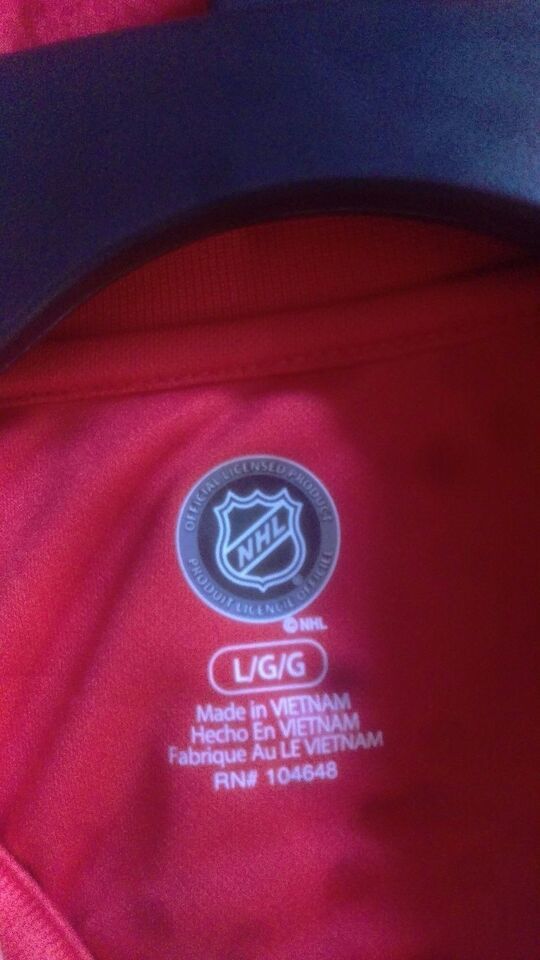 OFFICIAL LICENSED PRODUCT
NHL
PRODUIT LICENCIÉ OFFICIEL
© NHL
L/G/G
Made in VIETNAM
Hecho En VIETNAM
Fabrique Au LE VIETNAM
RN# 104648